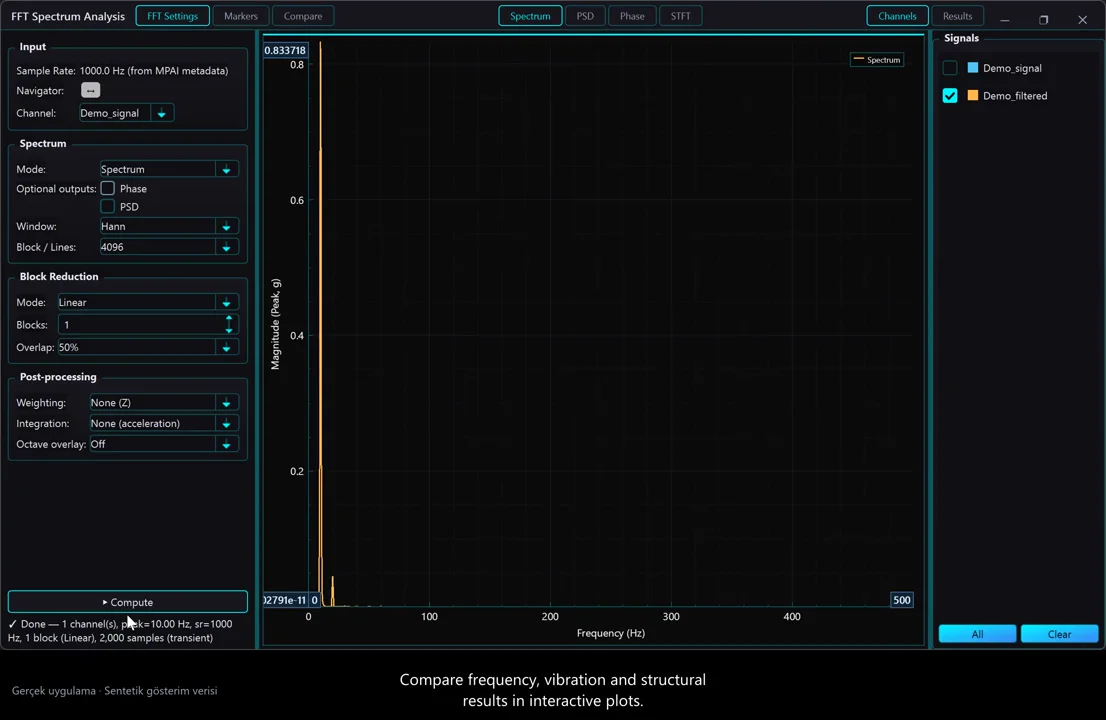 FFT Spectrum Analysis
FFT Settings
Markers
Compare
Spectrum
PSD
Phase
STFT
Channels
Results
Input
Sample Rate: 1000.0 Hz (from MPAI metadata)
Navigator:
Channel: Demo_signal
Spectrum
Mode: Spectrum
Optional outputs: Phase
PSD
Window: Hann
Block / Lines: 4096
Block Reduction
Mode: Linear
Blocks: 1
Overlap: 50%
Post-processing
Weighting: None (Z)
Integration: None (acceleration)
Octave overlay: Off
Compute
✓ Done — 1 channel(s), =10.00 Hz, sr=1000
Hz, 1 block (Linear), 2,000 samples (transient)
0.833718
0.8
0.6
0.4
0.2
Magnitude (Peak, g)
Spectrum
02791e-11
0
500
0
100
200
300
400
Frequency (Hz)
Signals
Demo_signal
Demo_filtered
All
Clear
Gerçek uygulama · Sentetik gösterim verisi
Compare frequency, vibration and structural
results in interactive plots.